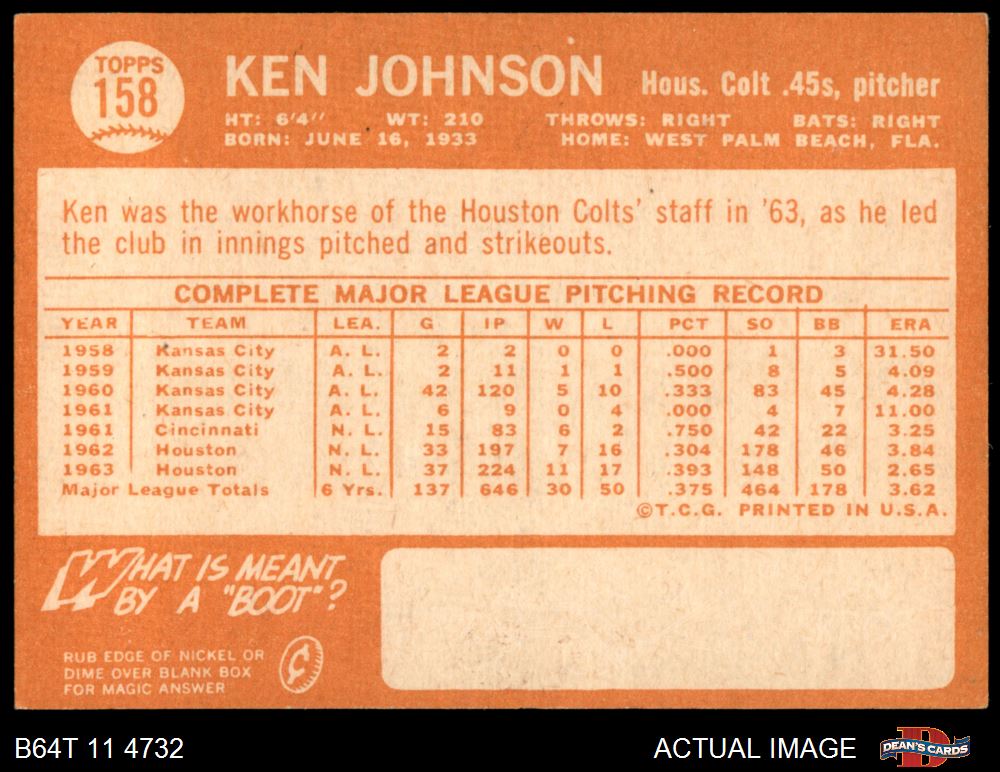 TOPPS
158
KEN JOHNSON Hous. Colt .45s, pitcher
HT: 6'4" WT: 210 THROWS: RIGHT BATS: RIGHT
BORN: JUNE 16, 1933 HOME: WEST PALM BEACH, FLA.
Ken was the workhorse of the Houston Colts' staff in '63, as he led
the club in innings pitched and strikeouts.
COMPLETE MAJOR LEAGUE PITCHING RECORD
YEAR TEAM LEA. G IP W L PCT SO BB ERA
1958 Kansas City A. L. 2 2 0 0 .000 1 3 31.50
1959 Kansas City A. L. 2 11 1 1 .500 8 5 4.09
1960 Kansas City A. L. 42 120 5 10 .333 83 45 4.28
1961 Kansas City A. L. 6 9 0 4 .000 4 7 11.00
1961 Cincinnati N. L. 15 83 6 2 .750 42 22 3.25
1962 Houston N. L. 33 197 7 16 .304 178 46 3.84
1963 Houston N. L. 37 224 11 17 .393 148 50 2.65
Major League Totals 6 Yrs. 137 646 30 50 .375 464 178 3.62
©T.C.G. PRINTED IN U.S.A.
WHAT IS MEANT
BY A "BOOT"?
RUB EDGE OF NICKEL OR
DIME OVER BLANK BOX
FOR MAGIC ANSWER
¢
B64T 11 4732 ACTUAL IMAGE D DEAN'S CARDS